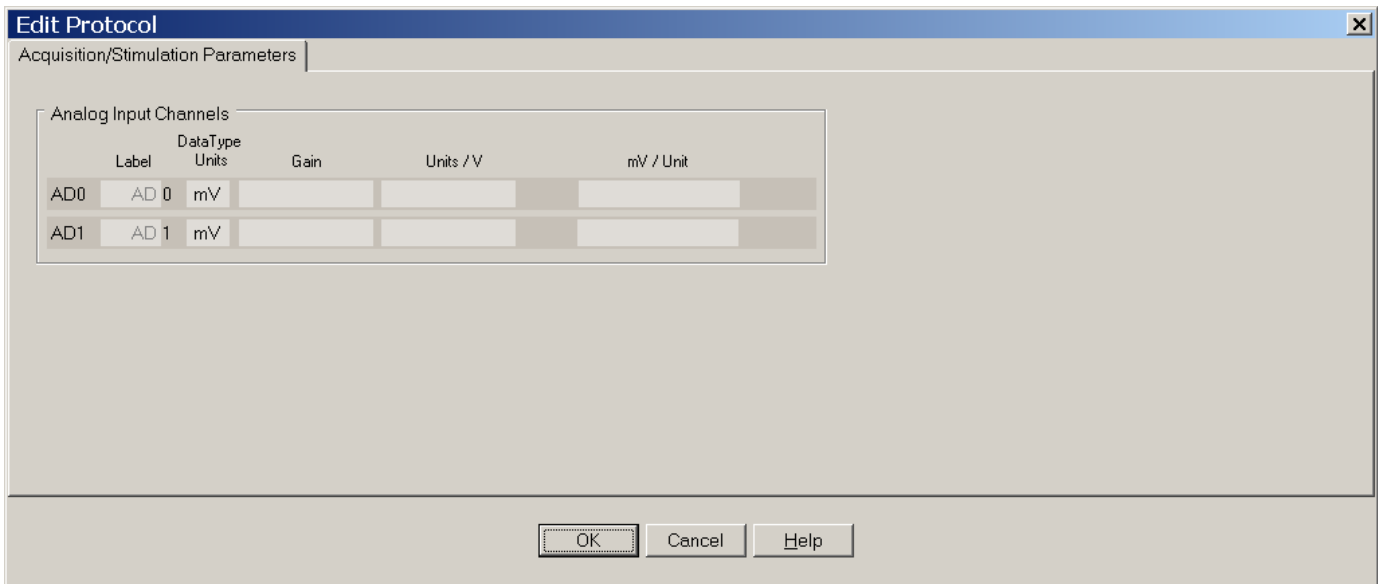 Edit Protocol
Acquisition/Stimulation Parameters
Analog Input Channels
DataType
Label Units Gain Units / V mV / Unit
AD0 AD 0 mV
AD1 AD 1 mV
OK Cancel Help